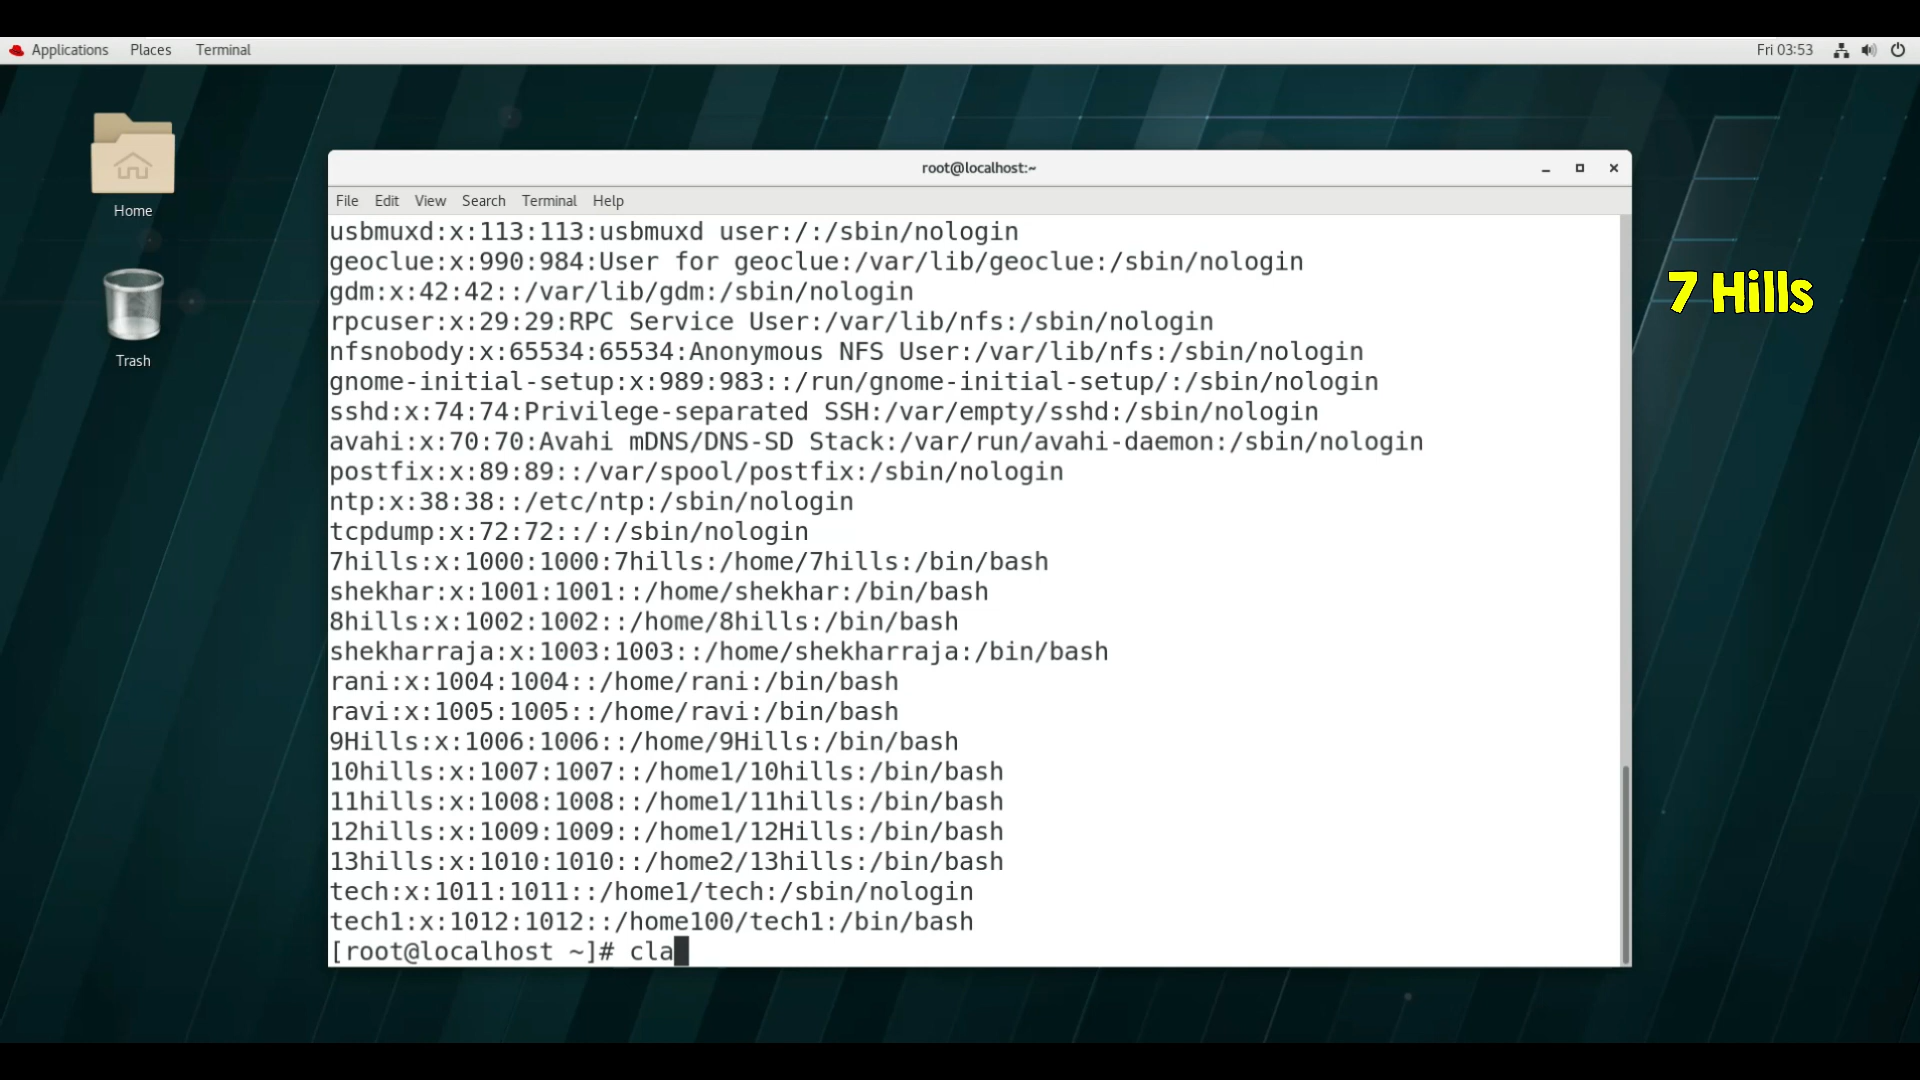 Applications Places Terminal Fri 03:53
Home
Trash
root@localhost:~
File Edit View Search Terminal Help
usbmuxd:x:113:113:usbmuxd user:/:/sbin/nologin
geoclue:x:990:984:User for geoclue:/var/lib/geoclue:/sbin/nologin
gdm:x:42:42::/var/lib/gdm:/sbin/nologin
rpcuser:x:29:29:RPC Service User:/var/lib/nfs:/sbin/nologin
nfsnobody:x:65534:65534:Anonymous NFS User:/var/lib/nfs:/sbin/nologin
gnome-initial-setup:x:989:983::/run/gnome-initial-setup/:/sbin/nologin
sshd:x:74:74:Privilege-separated SSH:/var/empty/sshd:/sbin/nologin
avahi:x:70:70:Avahi mDNS/DNS-SD Stack:/var/run/avahi-daemon:/sbin/nologin
postfix:x:89:89::/var/spool/postfix:/sbin/nologin
ntp:x:38:38::/etc/ntp:/sbin/nologin
tcpdump:x:72:72::/:/sbin/nologin
7hills:x:1000:1000:7hills:/home/7hills:/bin/bash
shekhar:x:1001:1001::/home/shekhar:/bin/bash
8hills:x:1002:1002::/home/8hills:/bin/bash
shekharraja:x:1003:1003::/home/shekharraja:/bin/bash
rani:x:1004:1004::/home/rani:/bin/bash
ravi:x:1005:1005::/home/ravi:/bin/bash
9Hills:x:1006:1006::/home/9Hills:/bin/bash
10hills:x:1007:1007::/home1/10hills:/bin/bash
11hills:x:1008:1008::/home1/11hills:/bin/bash
12hills:x:1009:1009::/home1/12Hills:/bin/bash
13hills:x:1010:1010::/home2/13hills:/bin/bash
tech:x:1011:1011::/home1/tech:/sbin/nologin
tech1:x:1012:1012::/home100/tech1:/bin/bash
[root@localhost ~]# cla
7 Hills